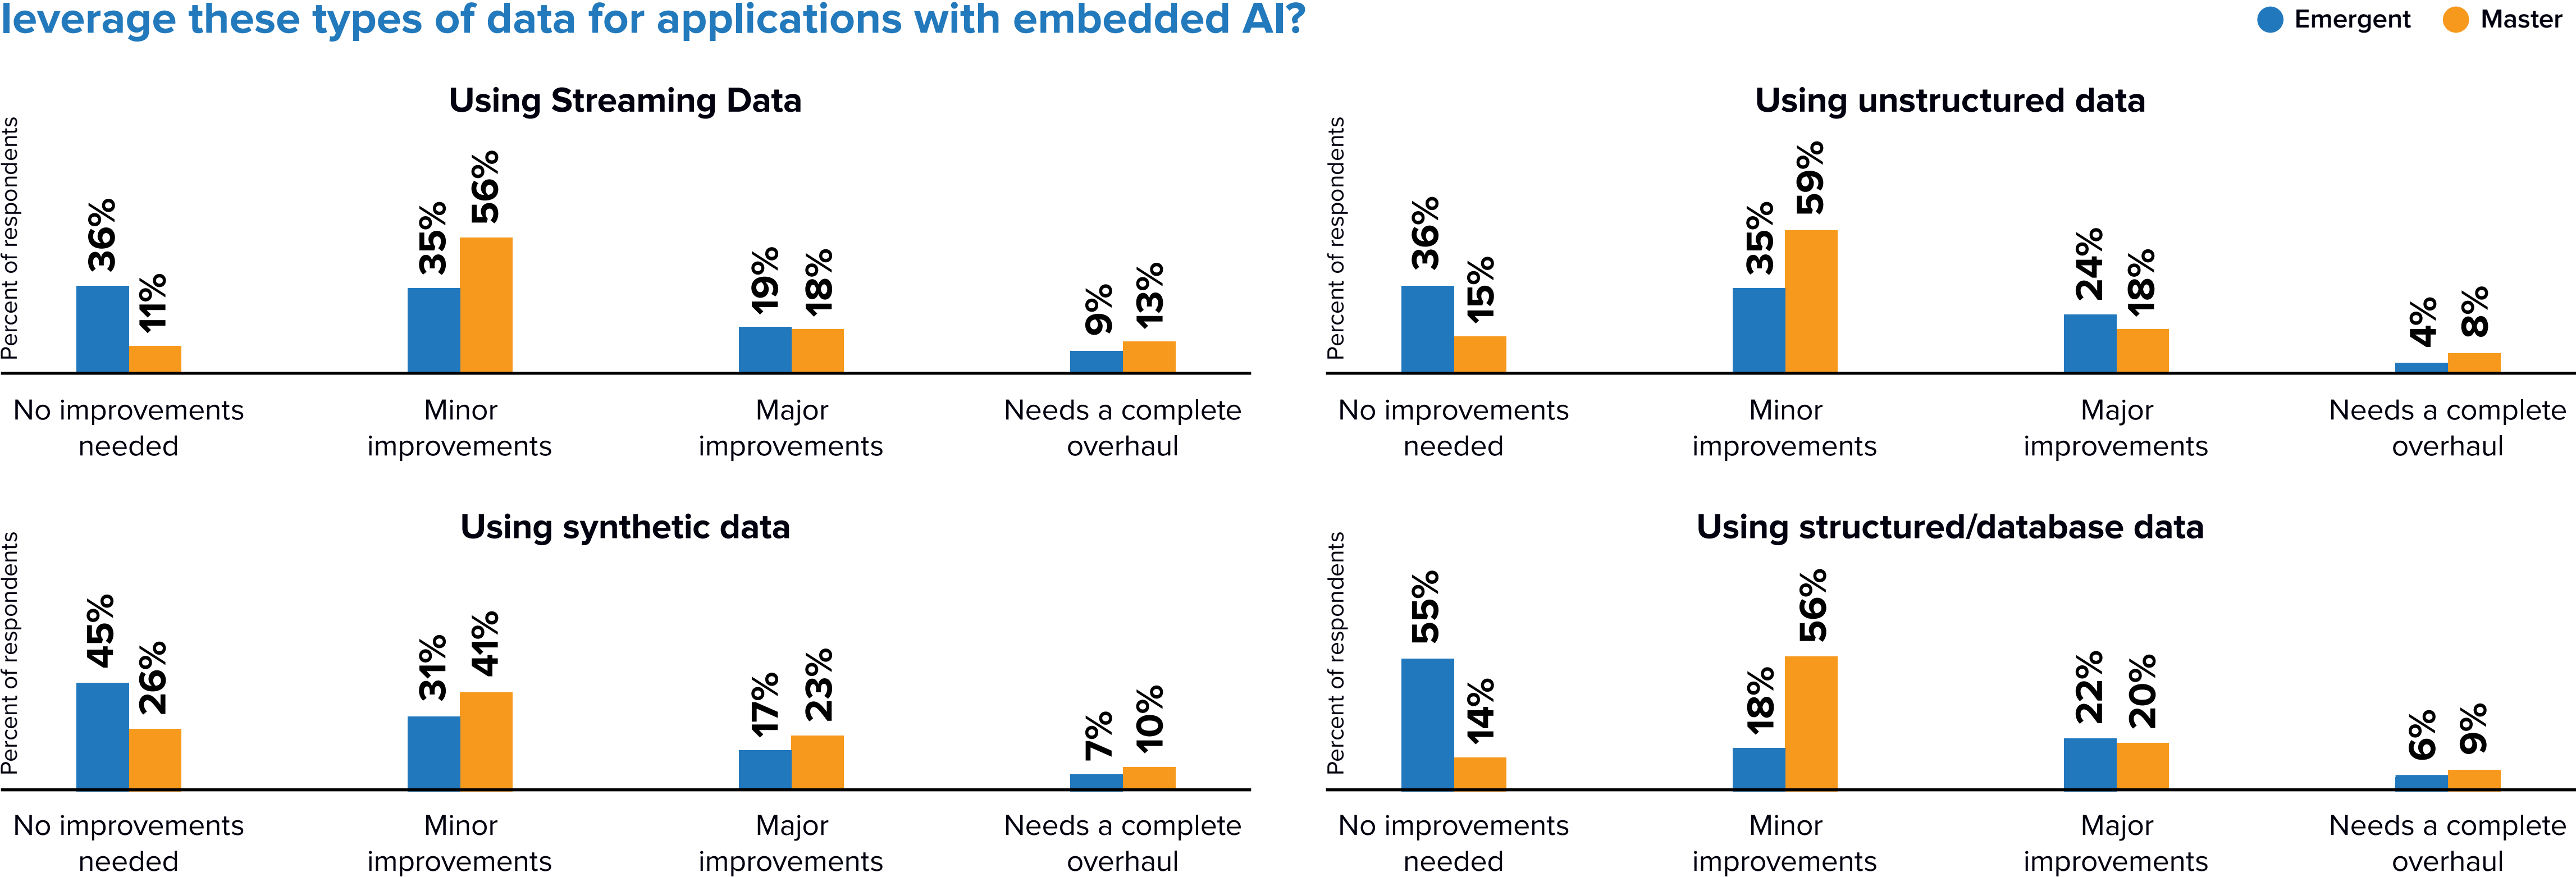 leverage these types of data for applications with embedded AI?
Emergent
Master
Using Streaming Data
Percent of respondents
36%
11%
35%
56%
19%
18%
9%
13%
No improvements
needed
Minor
improvements
Major
improvements
Needs a complete
overhaul
Using unstructured data
Percent of respondents
36%
15%
35%
59%
24%
18%
4%
8%
No improvements
needed
Minor
improvements
Major
improvements
Needs a complete
overhaul
Using synthetic data
Percent of respondents
45%
26%
31%
41%
17%
23%
7%
10%
No improvements
needed
Minor
improvements
Major
improvements
Needs a complete
overhaul
Using structured/database data
Percent of respondents
55%
14%
18%
56%
22%
20%
6%
9%
No improvements
needed
Minor
improvements
Major
improvements
Needs a complete
overhaul